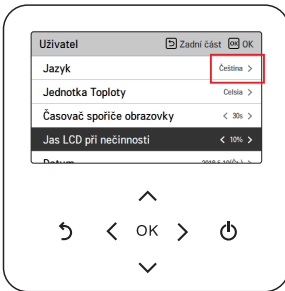 Uživatel Zadní část OK OK
Jazyk Čeština >
Jednotka Toploty Celsia >
Časovač spořiče obrazovky < 30s >
Jas LCD při nečinnosti < 10% >
Datum
OK